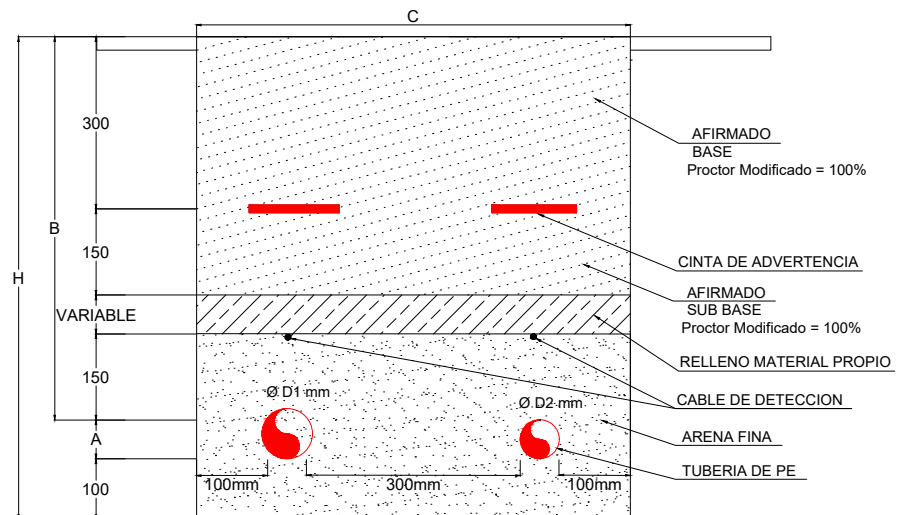 C
300
AFIRMADO
BASE
Proctor Modificado = 100%
B
150
CINTA DE ADVERTENCIA
H
AFIRMADO
SUB BASE
Proctor Modificado = 100%
VARIABLE
RELLENO MATERIAL PROPIO
150
Ø D1 mm
Ø D2 mm
CABLE DE DETECCION
A
ARENA FINA
TUBERIA DE PE
100
100mm
300mm
100mm